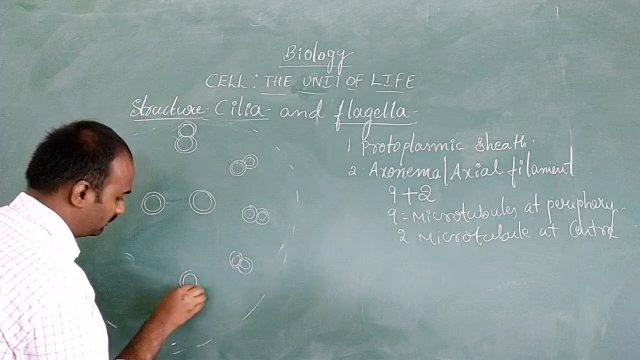 Biology
CELL: THE UNIT OF LIFE
Structure Cilia and flagella
1 Protoplasmic sheath.
2 Axonema/Axial filament
9+2
9=Microtubules at periphery
2 Microtubule at Centre